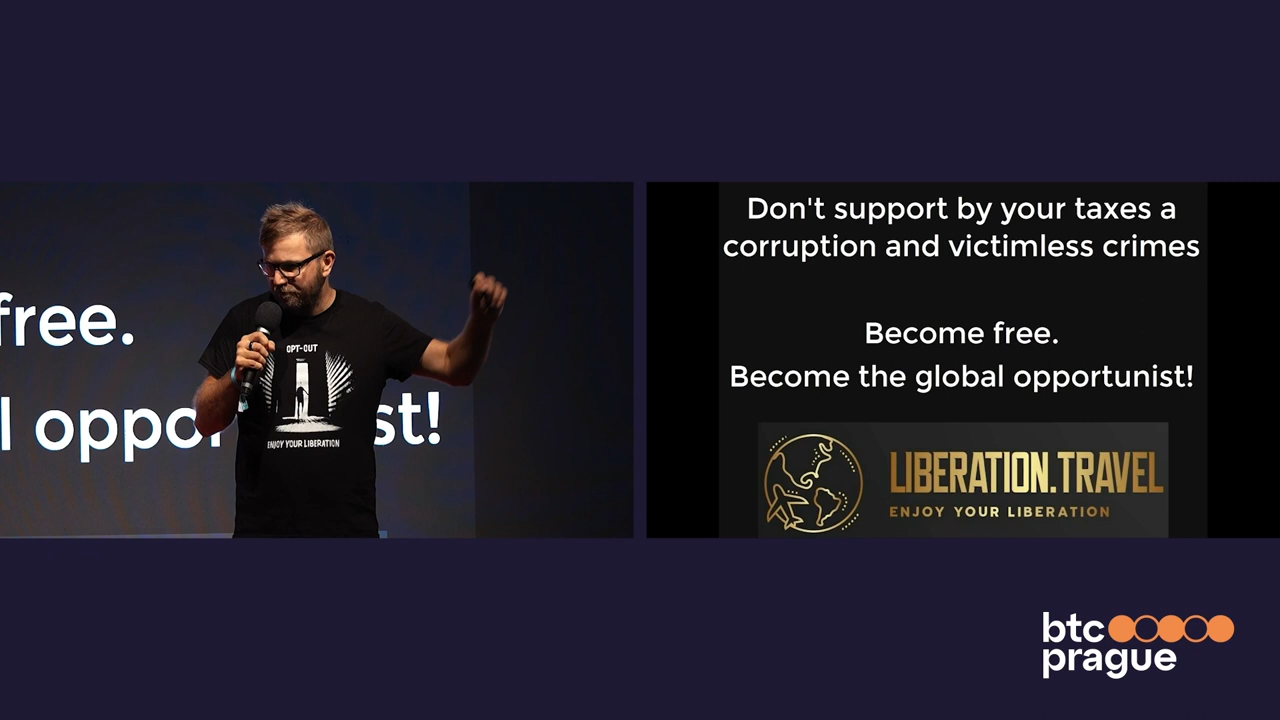 free.
l oppor st!
OPT-OUT
ENJOY YOUR LIBERATION
Don't support by your taxes a
corruption and victimless crimes
Become free.
Become the global opportunist!
LIBERATION.TRAVEL
ENJOY YOUR LIBERATION
btc
prague